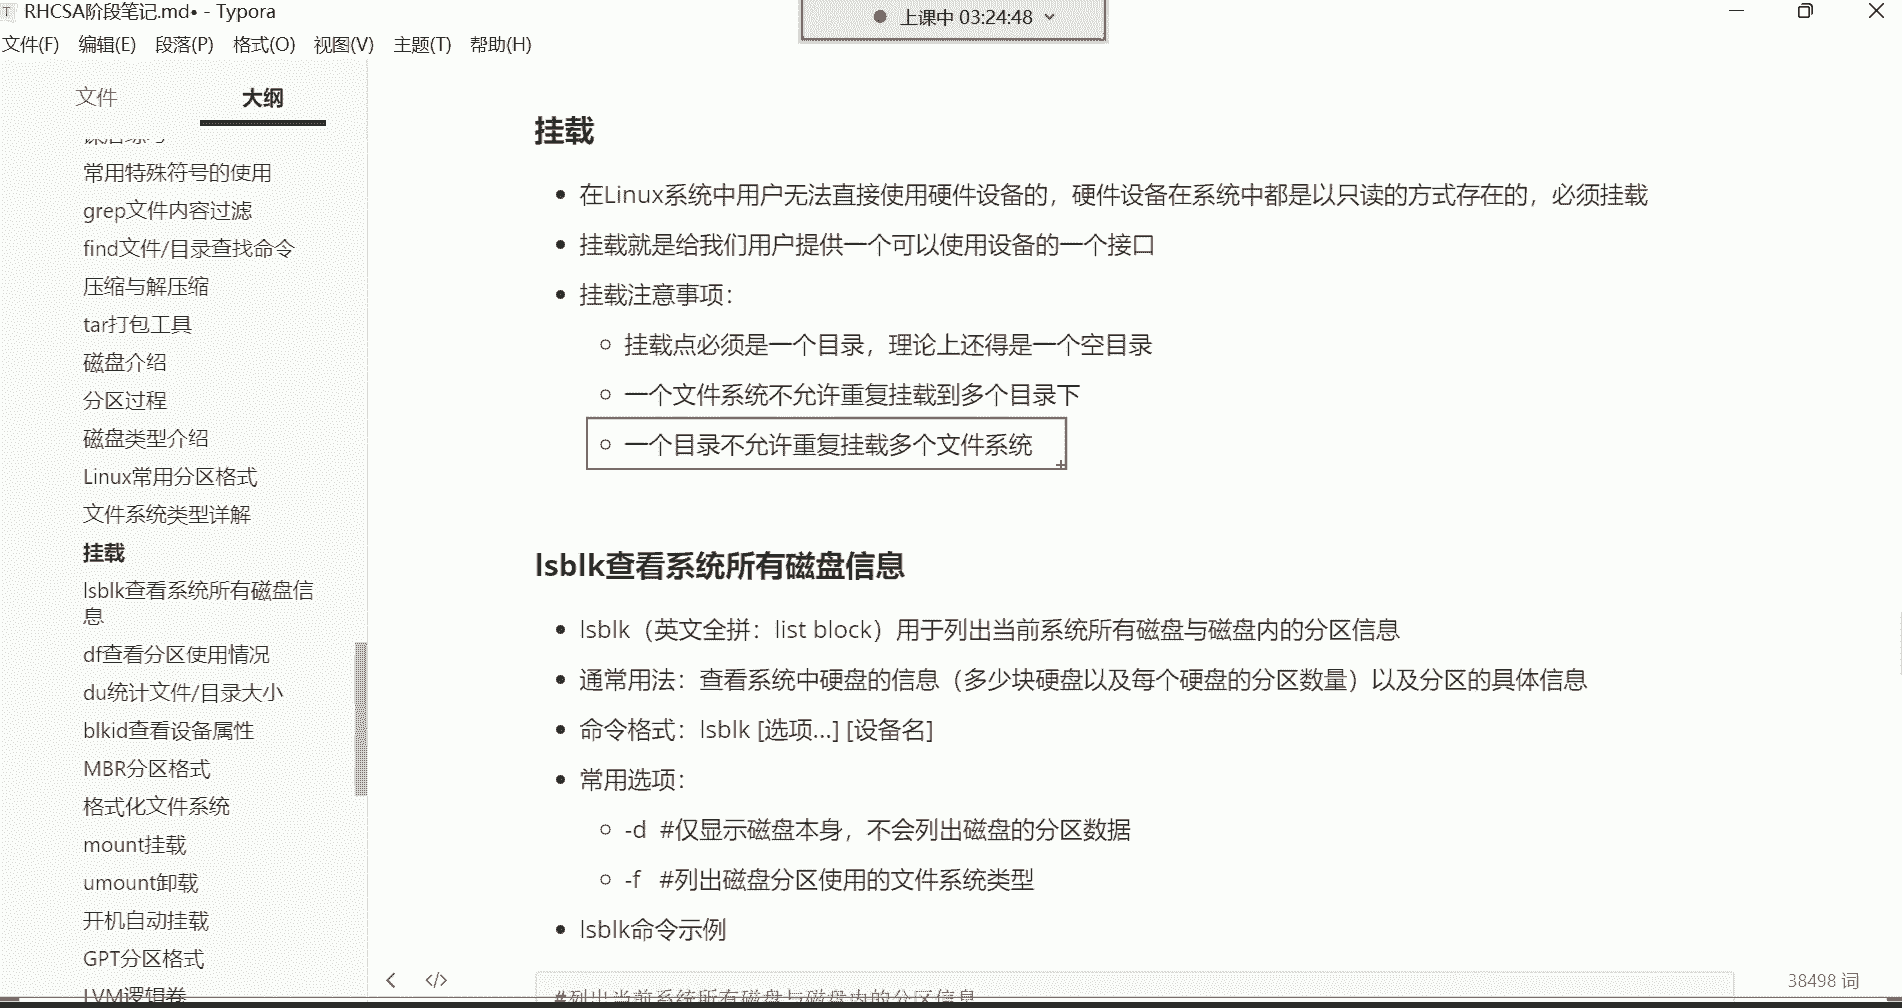 RHCSA阶段笔记.md• - Typora
上课中 03:24:48
文件(F) 编辑(E) 段落(P) 格式(O) 视图(V) 主题(T) 帮助(H)
文件 大纲
常用特殊符号的使用
grep文件内容过滤
find文件/目录查找命令
压缩与解压缩
tar打包工具
磁盘介绍
分区过程
磁盘类型介绍
Linux常用分区格式
文件系统类型详解
挂载
lsblk查看系统所有磁盘信
息
df查看分区使用情况
du统计文件/目录大小
blkid查看设备属性
MBR分区格式
格式化文件系统
mount挂载
umount卸载
开机自动挂载
GPT分区格式
LVM逻辑卷
挂载
在Linux系统中用户无法直接使用硬件设备的，硬件设备在系统中都是以只读的方式存在的，必须挂载
挂载就是给我们用户提供一个可以使用设备的一个接口
挂载注意事项：
挂载点必须是一个目录，理论上还得是一个空目录
一个文件系统不允许重复挂载到多个目录下
一个目录不允许重复挂载多个文件系统
lsblk查看系统所有磁盘信息
lsblk（英文全拼：list block）用于列出当前系统所有磁盘与磁盘内的分区信息
通常用法：查看系统中硬盘的信息（多少块硬盘以及每个硬盘的分区数量）以及分区的具体信息
命令格式：lsblk [选项...] [设备名]
常用选项：
-d #仅显示磁盘本身，不会列出磁盘的分区数据
-f #列出磁盘分区使用的文件系统类型
lsblk命令示例
#列出当前系统所有磁盘与磁盘内的分区信息
</> 38498 词